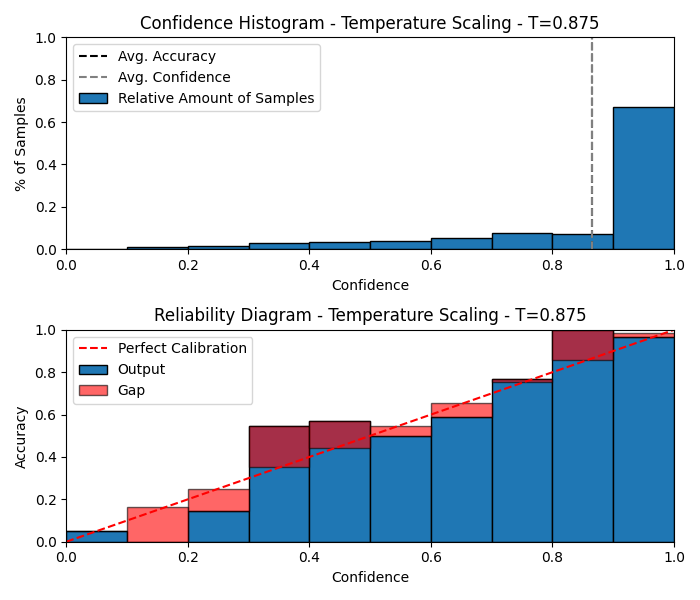 Confidence Histogram - Temperature Scaling - T=0.875
1.0
0.8
0.6
0.4
0.2
0.0
% of Samples
Avg. Accuracy
Avg. Confidence
Relative Amount of Samples
0.0 0.2 0.4 0.6 0.8 1.0
Confidence
Reliability Diagram - Temperature Scaling - T=0.875
1.0
0.8
0.6
0.4
0.2
0.0
Accuracy
Perfect Calibration
Output
Gap
0.0 0.2 0.4 0.6 0.8 1.0
Confidence